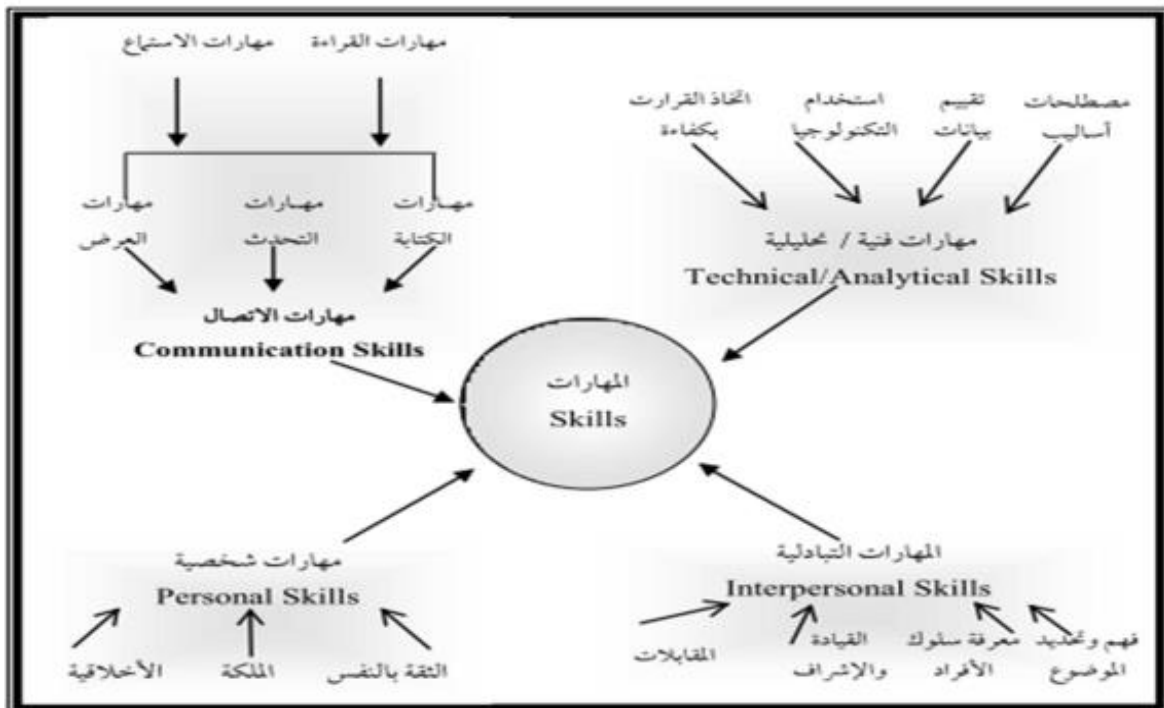 مهارات القراءة
مهارات الاستماع
مهارات
الكتابة
مهارات
التحدث
مهارات
العرض
مهارات الاتصال
Communication Skills
مصطلحات
أساليب
تقييم
بيانات
استخدام
التكنولوجيا
اتخاذ القرارت
بكفاءة
مهارات فنية / تحليلية
Technical/Analytical Skills
المهارات
Skills
المهارات التبادلية
Interpersonal Skills
فهم وتحديد
الموضوع
معرفة سلوك
الأفراد
القيادة
والإشراف
المقابلات
مهارات شخصية
Personal Skills
الثقة بالنفس
الملكة
الأخلاقية